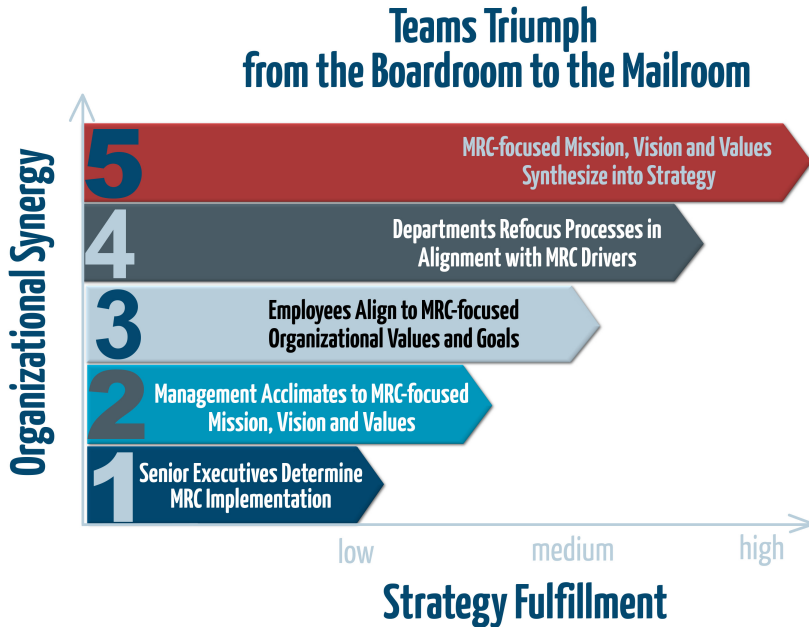 Teams Triumph
from the Boardroom to the Mailroom
Organizational Synergy
5
MRC-focused Mission, Vision and Values
Synthesize into Strategy
4
Departments Refocus Processes in
Alignment with MRC Drivers
3
Employees Align to MRC-focused
Organizational Values and Goals
2
Management Acclimates to MRC-focused
Mission, Vision and Values
1
Senior Executives Determine
MRC Implementation
low
medium
high
Strategy Fulfillment